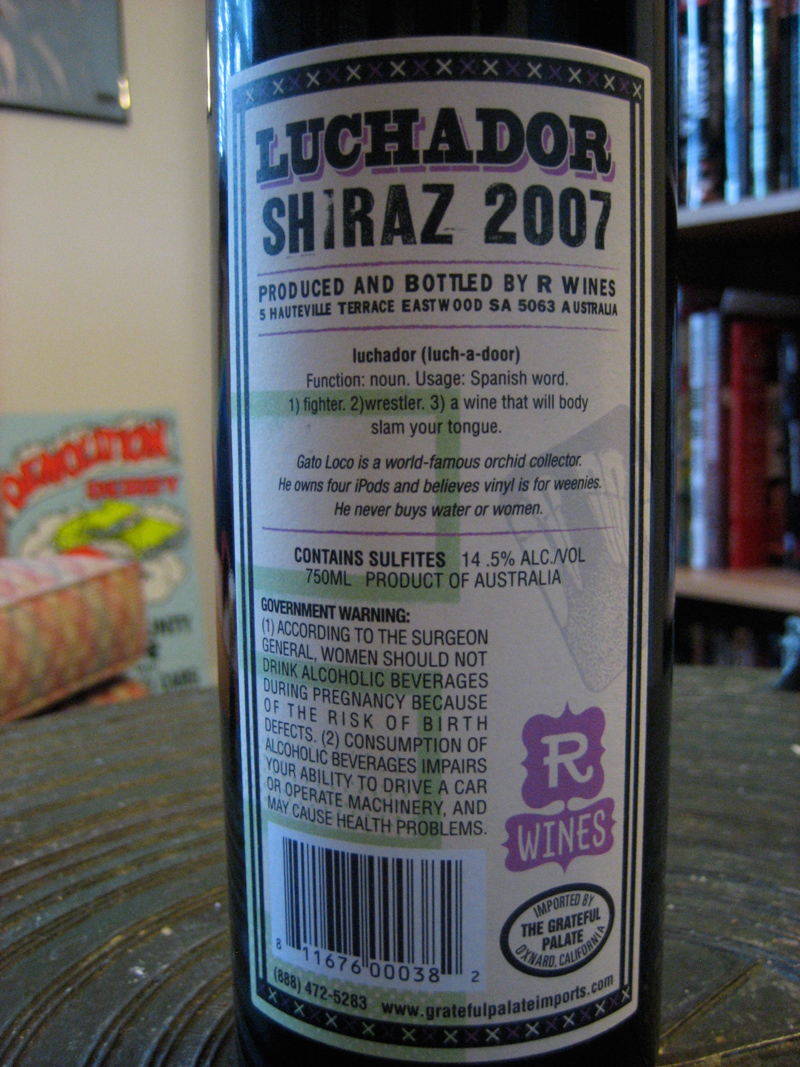 LUCHADOR
SHIRAZ 2007
PRODUCED AND BOTTLED BY R WINES
5 HAUTEVILLE TERRACE EASTWOOD SA 5063 AUSTRALIA
luchador (luch-a-door)
Function: noun. Usage: Spanish word.
1) fighter. 2)wrestler. 3) a wine that will body
slam your tongue.
Gato Loco is a world-famous orchid collector.
He owns four iPods and believes vinyl is for weenies.
He never buys water or women.
CONTAINS SULFITES 14 .5% ALC./VOL
750ML PRODUCT OF AUSTRALIA
GOVERNMENT WARNING:
(1) ACCORDING TO THE SURGEON
GENERAL, WOMEN SHOULD NOT
DRINK ALCOHOLIC BEVERAGES
DURING PREGNANCY BECAUSE
OF THE RISK OF BIRTH
DEFECTS. (2) CONSUMPTION OF
ALCOHOLIC BEVERAGES IMPAIRS
YOUR ABILITY TO DRIVE A CAR
OR OPERATE MACHINERY, AND
MAY CAUSE HEALTH PROBLEMS.
R
WINES
IMPORTED BY
THE GRATEFUL
PALATE
OXNARD, CALIFORNIA
8 11676 00038 2
(888) 472-5283 www.gratefulpalateimports.com
DEMOLITION
DERBY